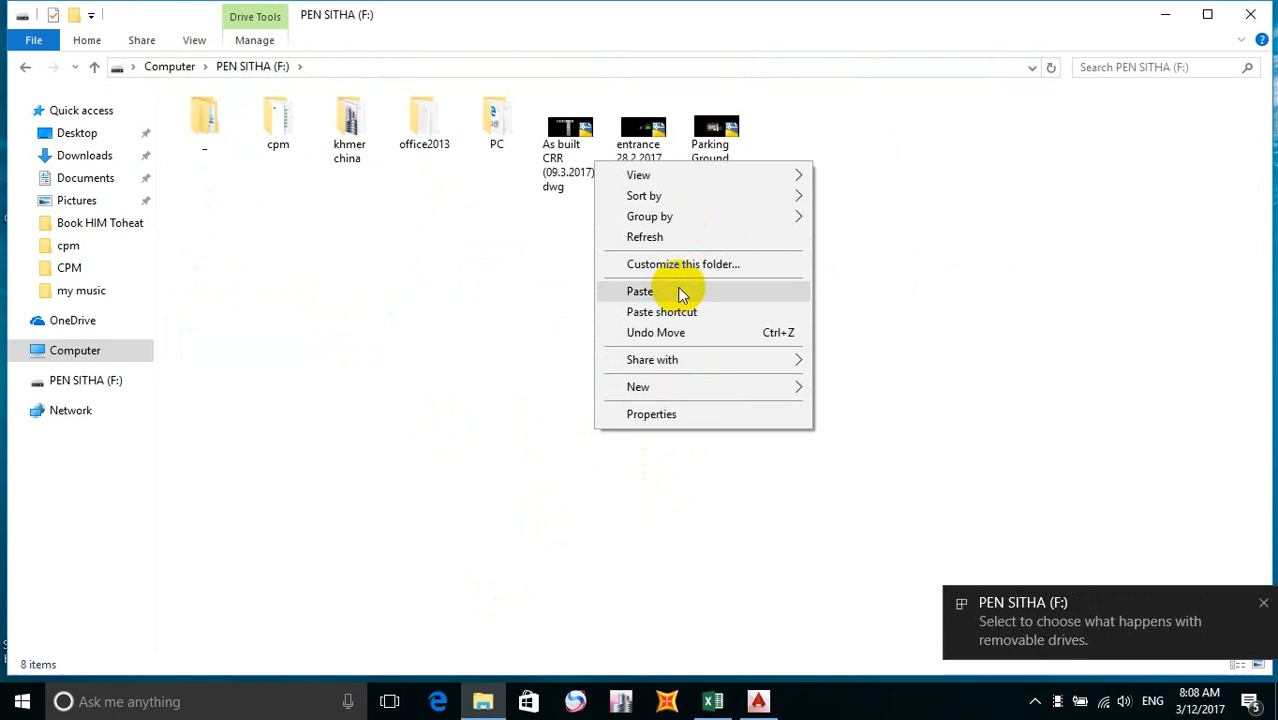 Drive Tools
PEN SITHA (F:)
File
Home
Share
View
Manage
Computer
PEN SITHA (F:)
Search PEN SITHA (F:)
Quick access
Desktop
Downloads
Documents
Pictures
Book HIM Toheat
cpm
CPM
my music
OneDrive
Computer
PEN SITHA (F:)
Network
_
cpm
khmer
china
office2013
PC
As built
CRR
(09.3.2017)
dwg
entrance
28.2.2017
Parking
Ground
View
Sort by
Group by
Refresh
Customize this folder...
Paste
Paste shortcut
Undo Move Ctrl+Z
Share with
New
Properties
PEN SITHA (F:)
Select to choose what happens with
removable drives.
8 items
Ask me anything
ENG
8:08 AM
3/12/2017
5